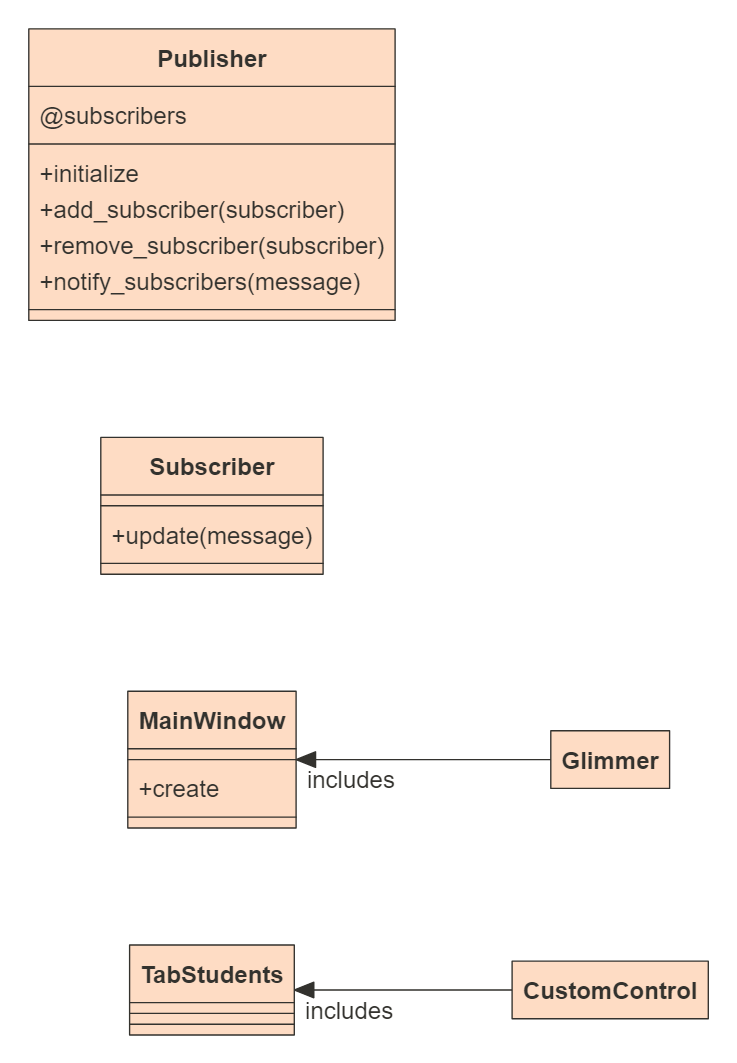 Publisher
@subscribers
+initialize
+add_subscriber(subscriber)
+remove_subscriber(subscriber)
+notify_subscribers(message)
Subscriber
+update(message)
MainWindow
+create
includes
Glimmer
TabStudents
includes
CustomControl